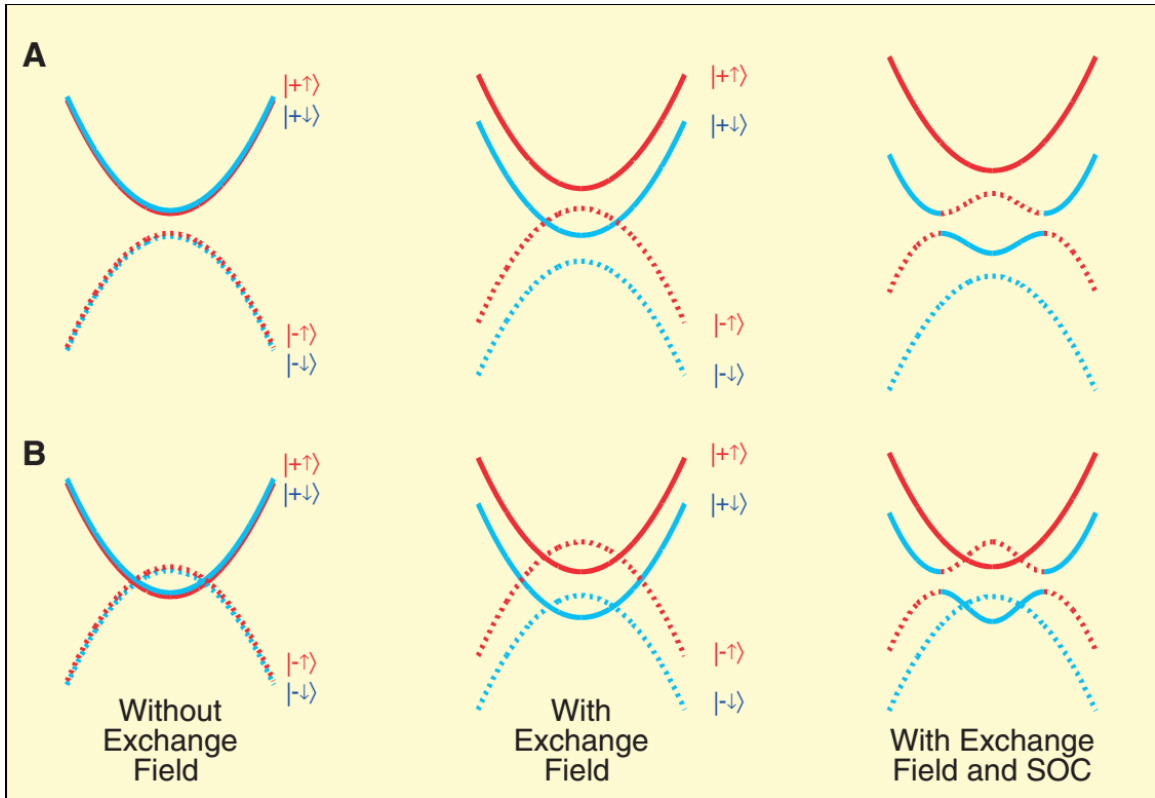 A
|+↑⟩
|+↓⟩
|-↑⟩
|-↓⟩
|+↑⟩
|+↓⟩
|-↑⟩
|-↓⟩
B
|+↑⟩
|+↓⟩
|-↑⟩
|-↓⟩
|+↑⟩
|+↓⟩
|-↑⟩
|-↓⟩
Without
Exchange
Field
With
Exchange
Field
With Exchange
Field and SOC